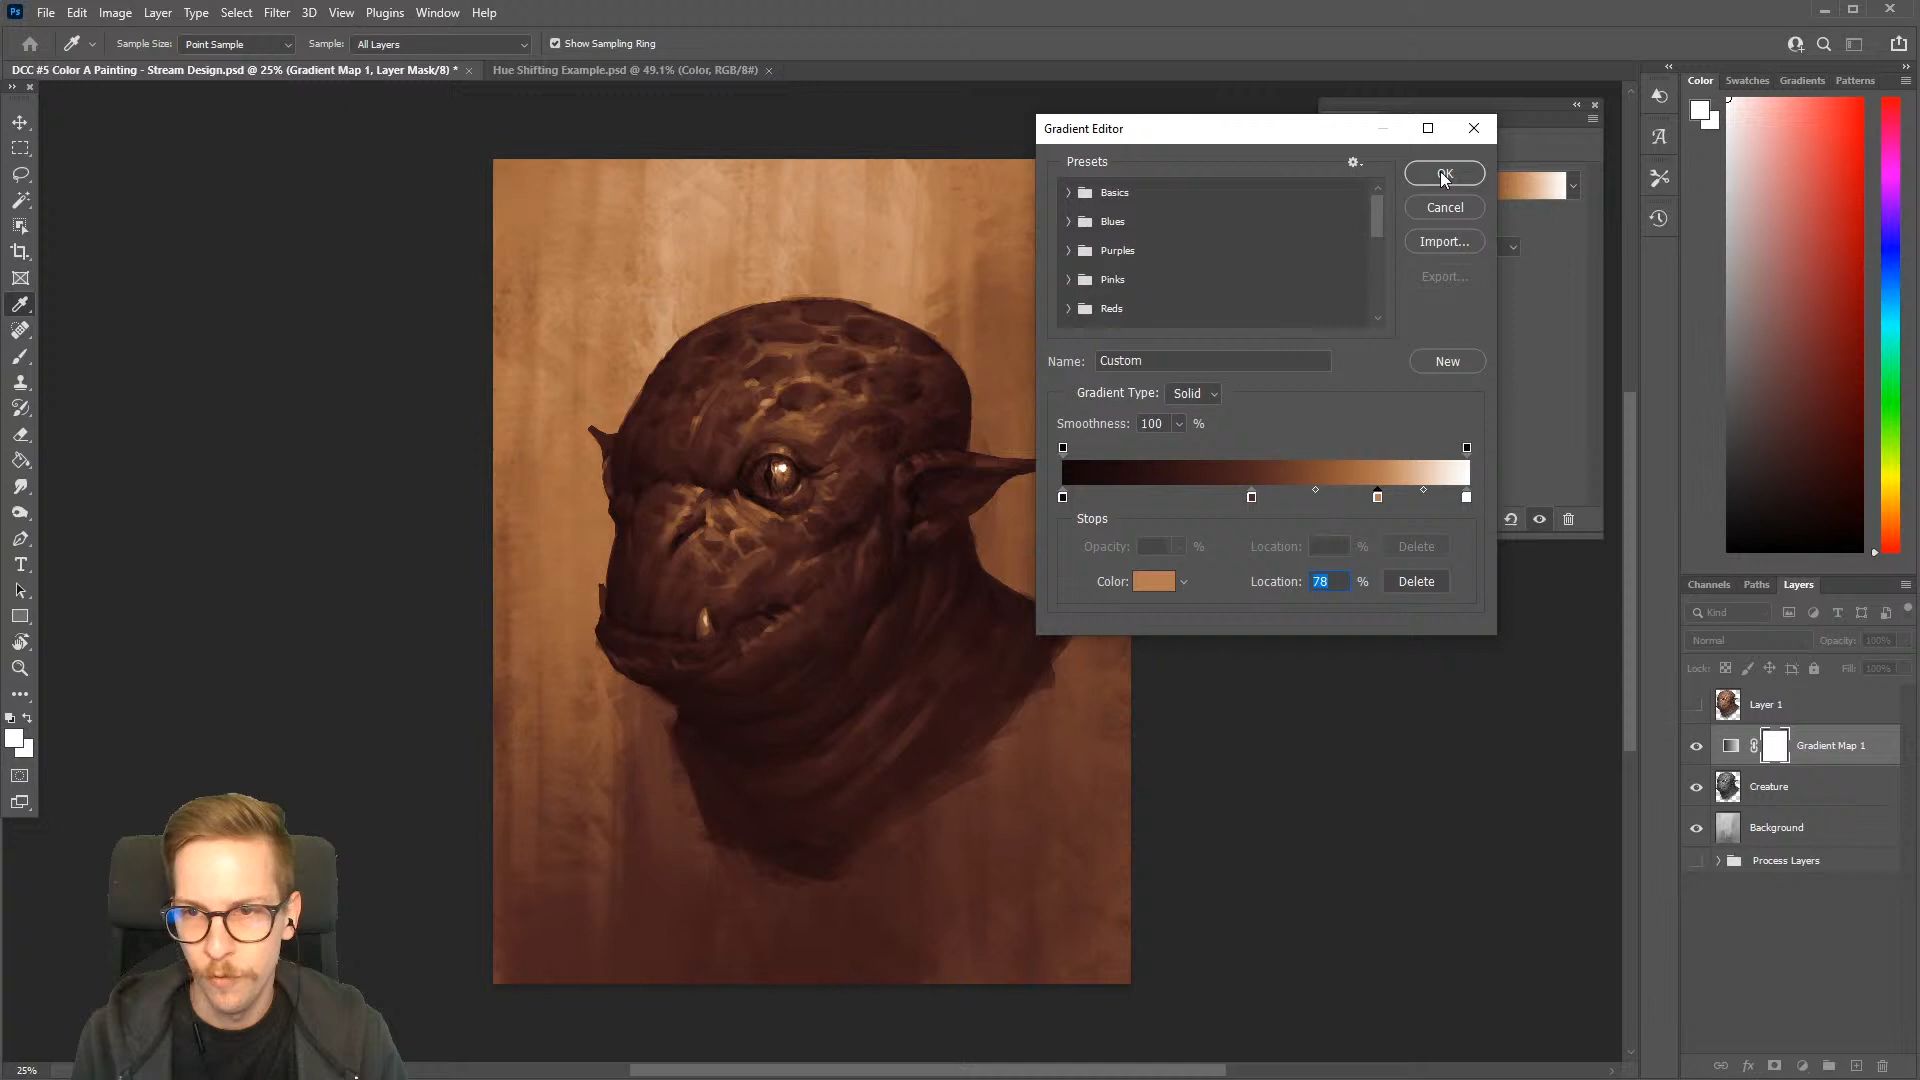 Ps File Edit Image Layer Type Select Filter 3D View Plugins Window Help
Sample Size: Point Sample Sample: All Layers Show Sampling Ring
DCC #5 Color A Painting - Stream Design.psd @ 25% (Gradient Map 1, Layer Mask/8) * Hue Shifting Example.psd @ 49.1% (Color, RGB/8#)
Color Swatches Gradients Patterns
Gradient Editor
Presets
Basics
Blues
Purples
Pinks
Reds
OK
Cancel
Import...
Export...
Name: Custom
New
Gradient Type: Solid
Smoothness: 100 %
Stops
Opacity: % Location: % Delete
Color: Location: 78 % Delete
Channels Paths Layers
Kind
Normal Opacity: 100%
Lock: Fill: 100%
Layer 1
Gradient Map 1
Creature
Background
Process Layers
25%